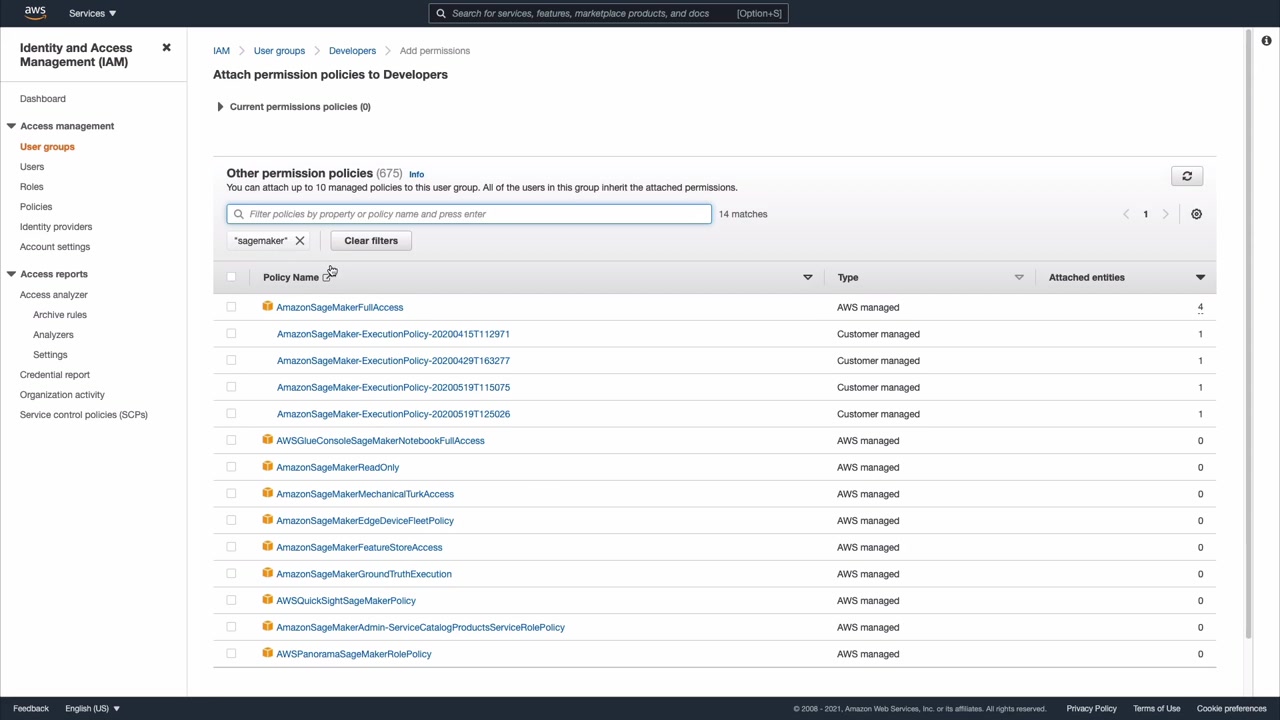 aws Services Search for services, features, marketplace products, and docs [Option+S]
Identity and Access Management (IAM)
Dashboard
Access management
User groups
Users
Roles
Policies
Identity providers
Account settings
Access reports
Access analyzer
Archive rules
Analyzers
Settings
Credential report
Organization activity
Service control policies (SCPs)
IAM > User groups > Developers > Add permissions
Attach permission policies to Developers
Current permissions policies (0)
Other permission policies (675) Info
You can attach up to 10 managed policies to this user group. All of the users in this group inherit the attached permissions.
Filter policies by property or policy name and press enter 14 matches 1
"sagemaker" Clear filters
Policy Name Type Attached entities
AmazonSageMakerFullAccess AWS managed 4
AmazonSageMaker-ExecutionPolicy-20200415T112971 Customer managed 1
AmazonSageMaker-ExecutionPolicy-20200429T163277 Customer managed 1
AmazonSageMaker-ExecutionPolicy-20200519T115075 Customer managed 1
AmazonSageMaker-ExecutionPolicy-20200519T125026 Customer managed 1
AWSGlueConsoleSageMakerNotebookFullAccess AWS managed 0
AmazonSageMakerReadOnly AWS managed 0
AmazonSageMakerMechanicalTurkAccess AWS managed 0
AmazonSageMakerEdgeDeviceFleetPolicy AWS managed 0
AmazonSageMakerFeatureStoreAccess AWS managed 0
AmazonSageMakerGroundTruthExecution AWS managed 0
AWSQuickSightSageMakerPolicy AWS managed 0
AmazonSageMakerAdmin-ServiceCatalogProductsServiceRolePolicy AWS managed 0
AWSPanoramaSageMakerRolePolicy AWS managed 0
Feedback English (US) © 2008 - 2021, Amazon Web Services, Inc. or its affiliates. All rights reserved. Privacy Policy Terms of Use Cookie preferences